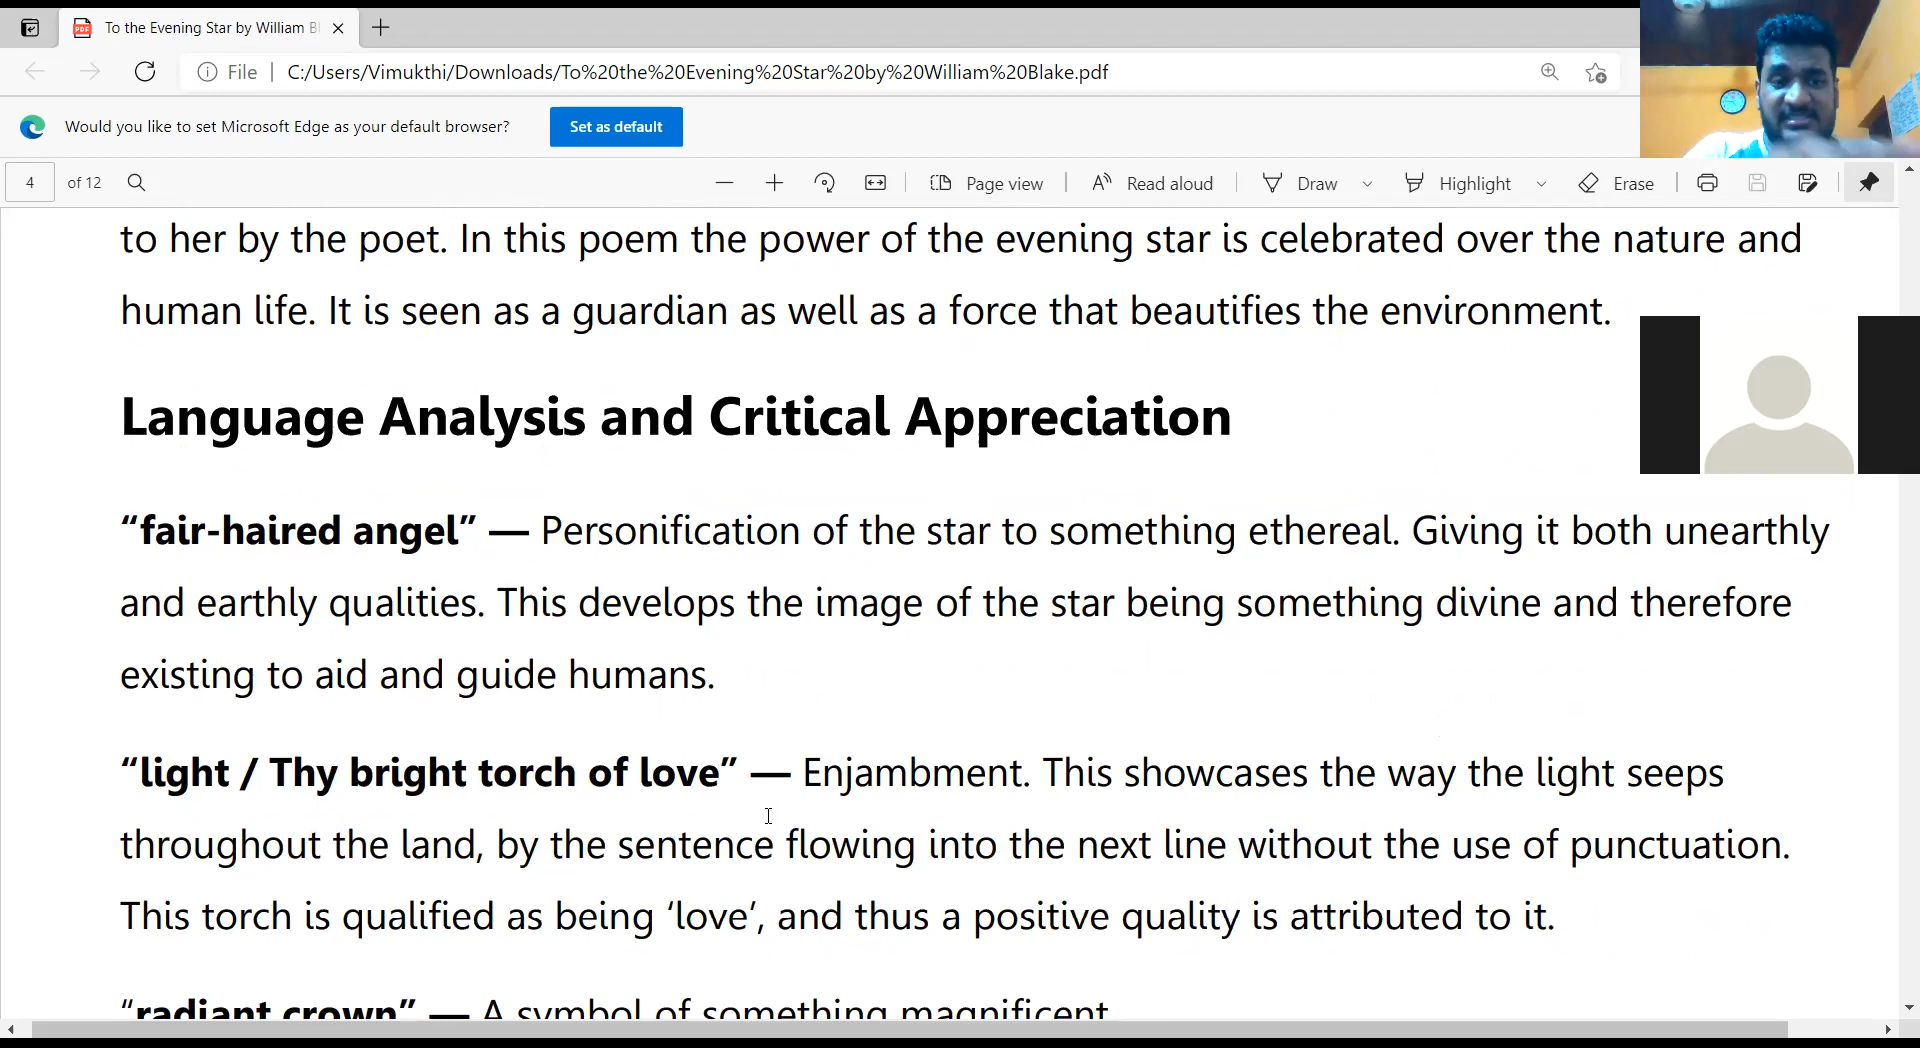 To the Evening Star by William Bl
File
C:/Users/Vimukthi/Downloads/To%20the%20Evening%20Star%20by%20William%20Blake.pdf
Would you like to set Microsoft Edge as your default browser?
Set as default
4 of 12
Page view
Read aloud
Draw
Highlight
Erase
to her by the poet. In this poem the power of the evening star is celebrated over the nature and
human life. It is seen as a guardian as well as a force that beautifies the environment.
Language Analysis and Critical Appreciation
“fair-haired angel” — Personification of the star to something ethereal. Giving it both unearthly
and earthly qualities. This develops the image of the star being something divine and therefore
existing to aid and guide humans.
“light / Thy bright torch of love” — Enjambment. This showcases the way the light seeps
throughout the land, by the sentence flowing into the next line without the use of punctuation.
This torch is qualified as being ‘love’, and thus a positive quality is attributed to it.
“radiant crown” — A symbol of something magnificent